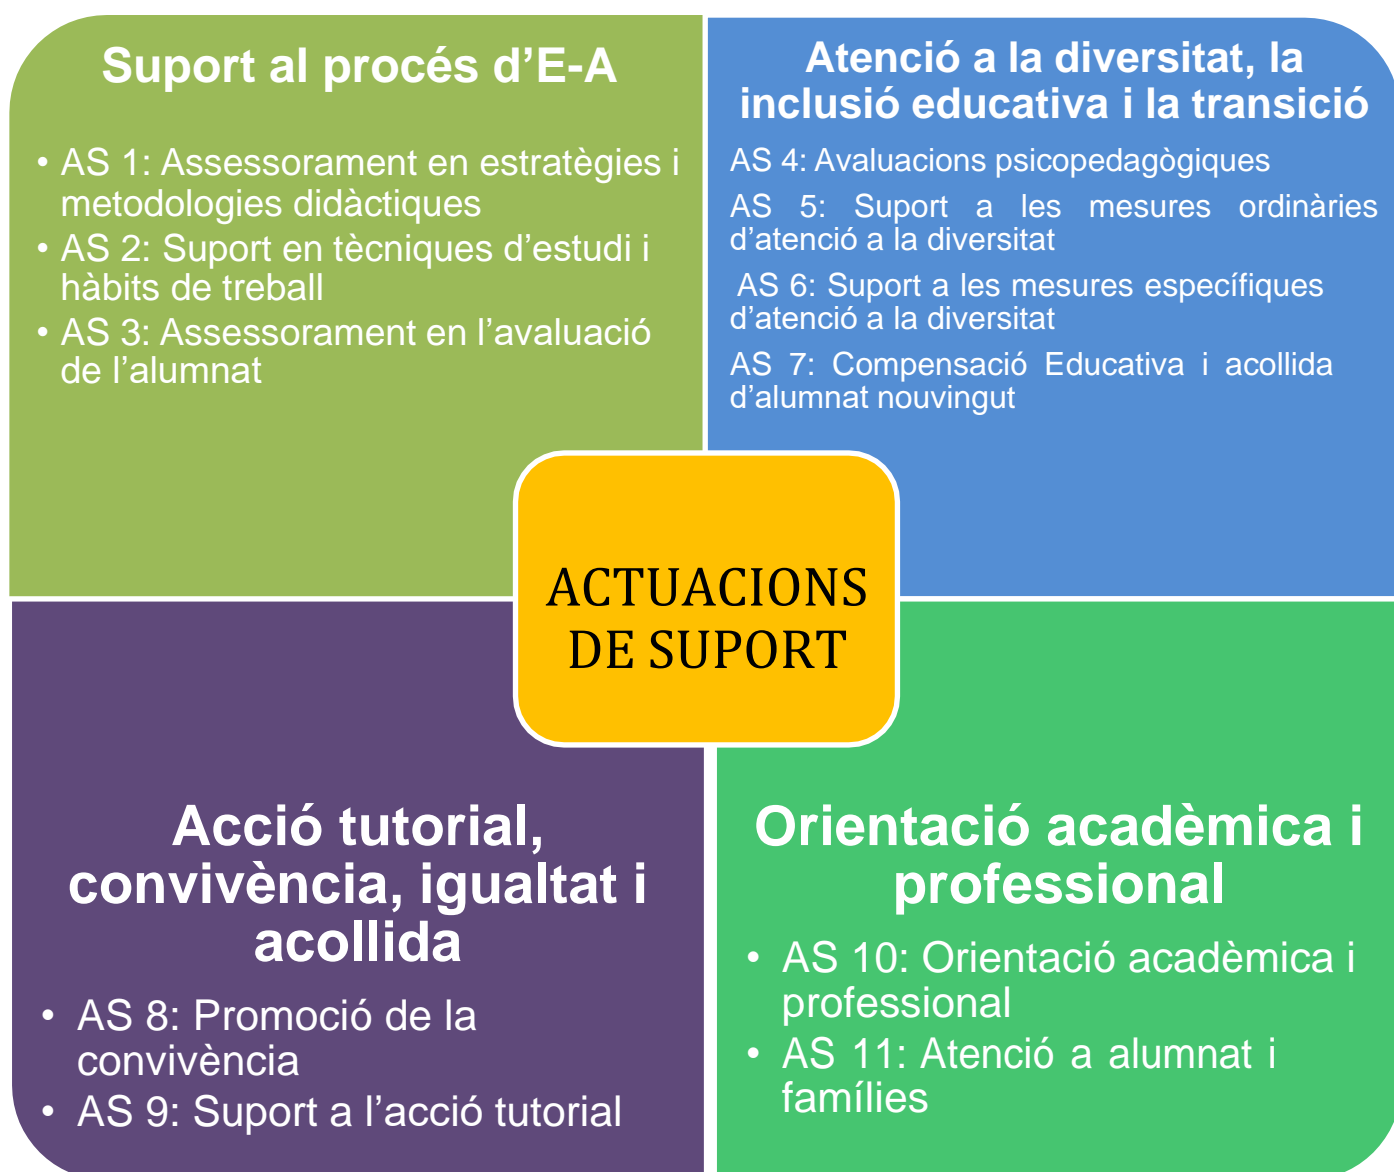 Suport al procés d’E-A
• AS 1: Assessorament en estratègies i
metodologies didàctiques
• AS 2: Suport en tècniques d’estudi i
hàbits de treball
• AS 3: Assessorament en l’avaluació
de l’alumnat
Atenció a la diversitat, la
inclusió educativa i la transició
AS 4: Avaluacions psicopedagògiques
AS 5: Suport a les mesures ordinàries
d’atenció a la diversitat
AS 6: Suport a les mesures específiques
d’atenció a la diversitat
AS 7: Compensació Educativa i acollida
d’alumnat nouvingut
ACTUACIONS
DE SUPORT
Acció tutorial,
convivència, igualtat i
acollida
• AS 8: Promoció de la
convivència
• AS 9: Suport a l’acció tutorial
Orientació acadèmica i
professional
• AS 10: Orientació acadèmica i
professional
• AS 11: Atenció a alumnat i
famílies